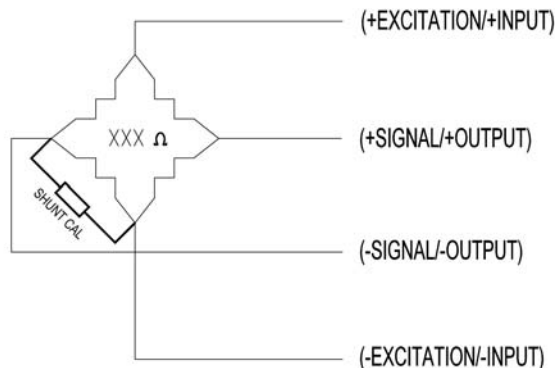 (+EXCITATION/+INPUT)
XXX Ω
(+SIGNAL/+OUTPUT)
SHUNT CAL
(-SIGNAL/-OUTPUT)
(-EXCITATION/-INPUT)